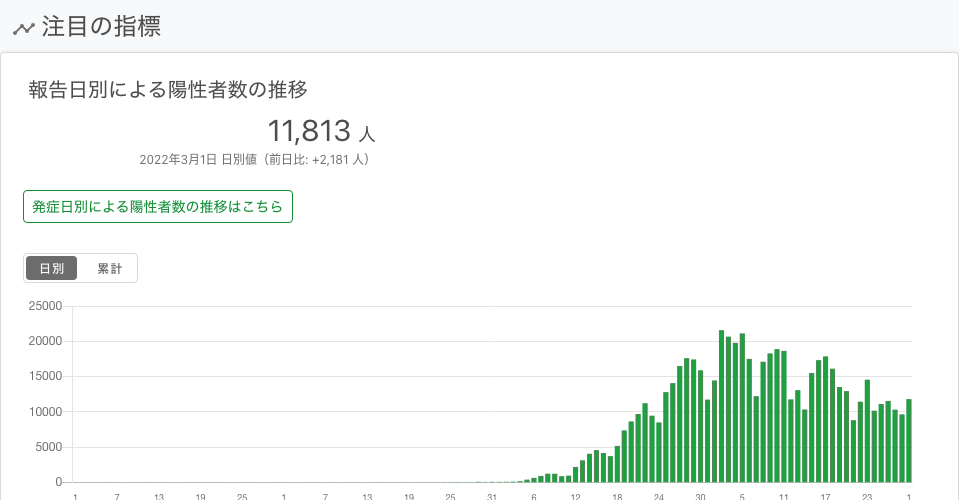 注目の指標
報告日別による陽性者数の推移
11,813 人
2022年3月1日 日別値（前日比: +2,181 人）
発症日別による陽性者数の推移はこちら
日別 累計
25000
20000
15000
10000
5000
0
1 7 13 19 25 1 7 13 19 25 31 6 12 18 24 30 5 11 17 23 1